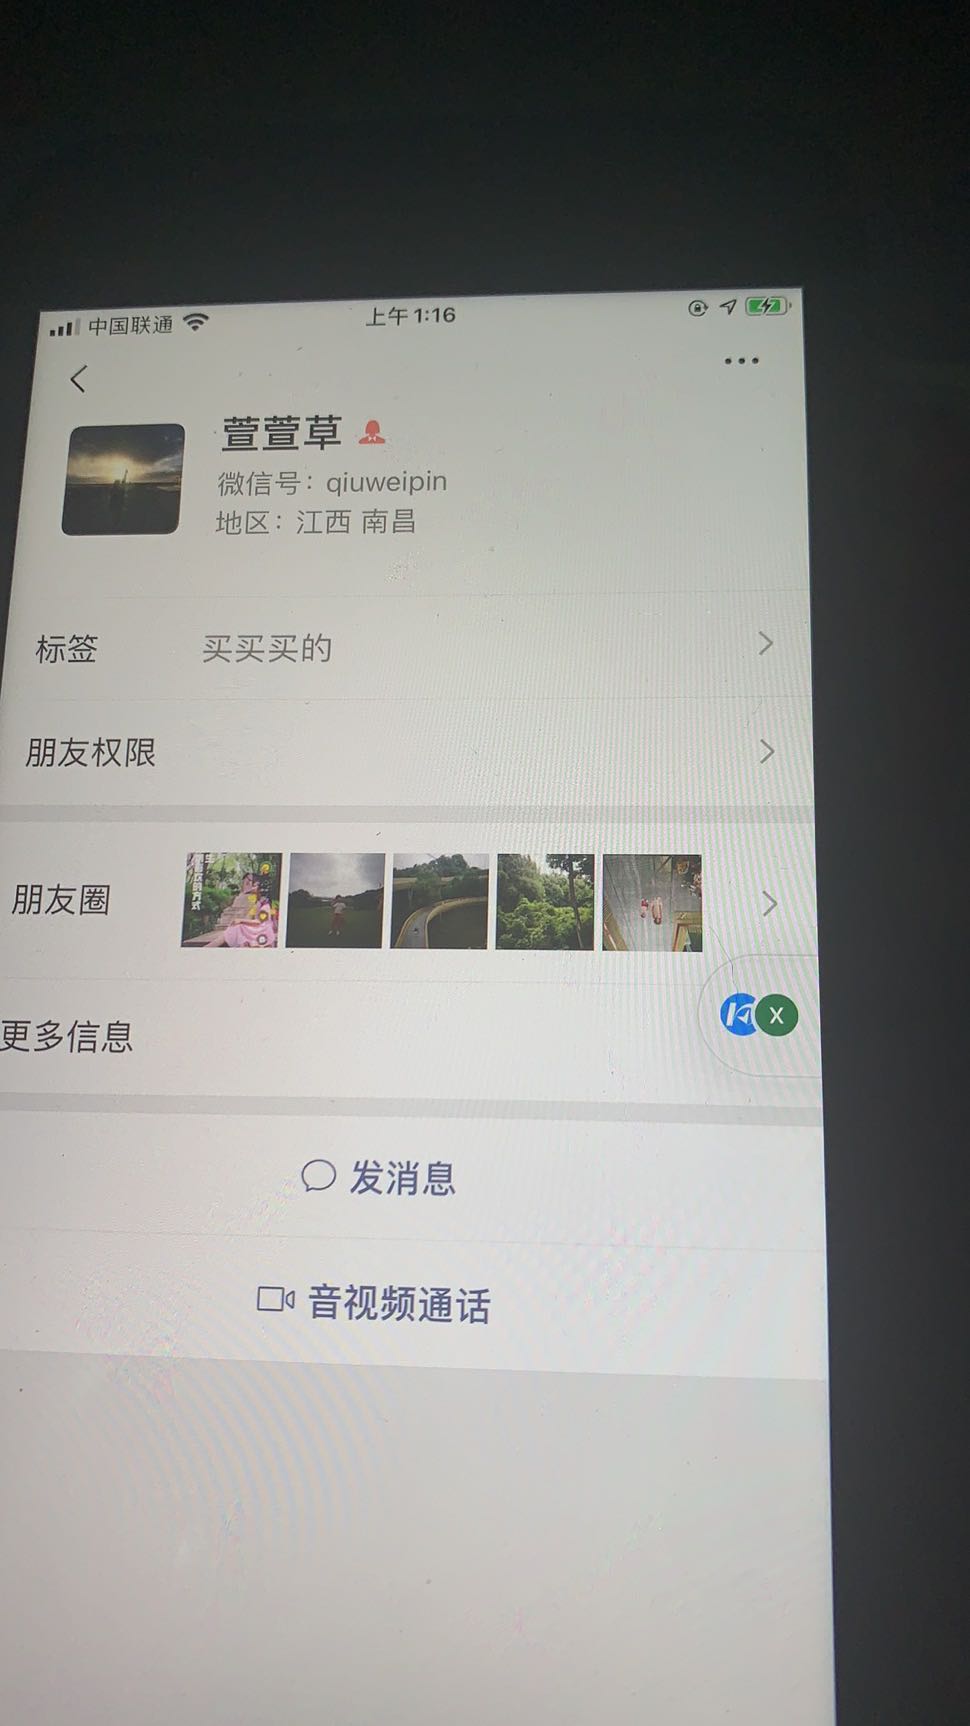 中国联通
上午1:16
萱萱草
微信号：qiuweipin
地区：江西 南昌
标签 买买买的
朋友权限
朋友圈
更多信息
X
发消息
音视频通话